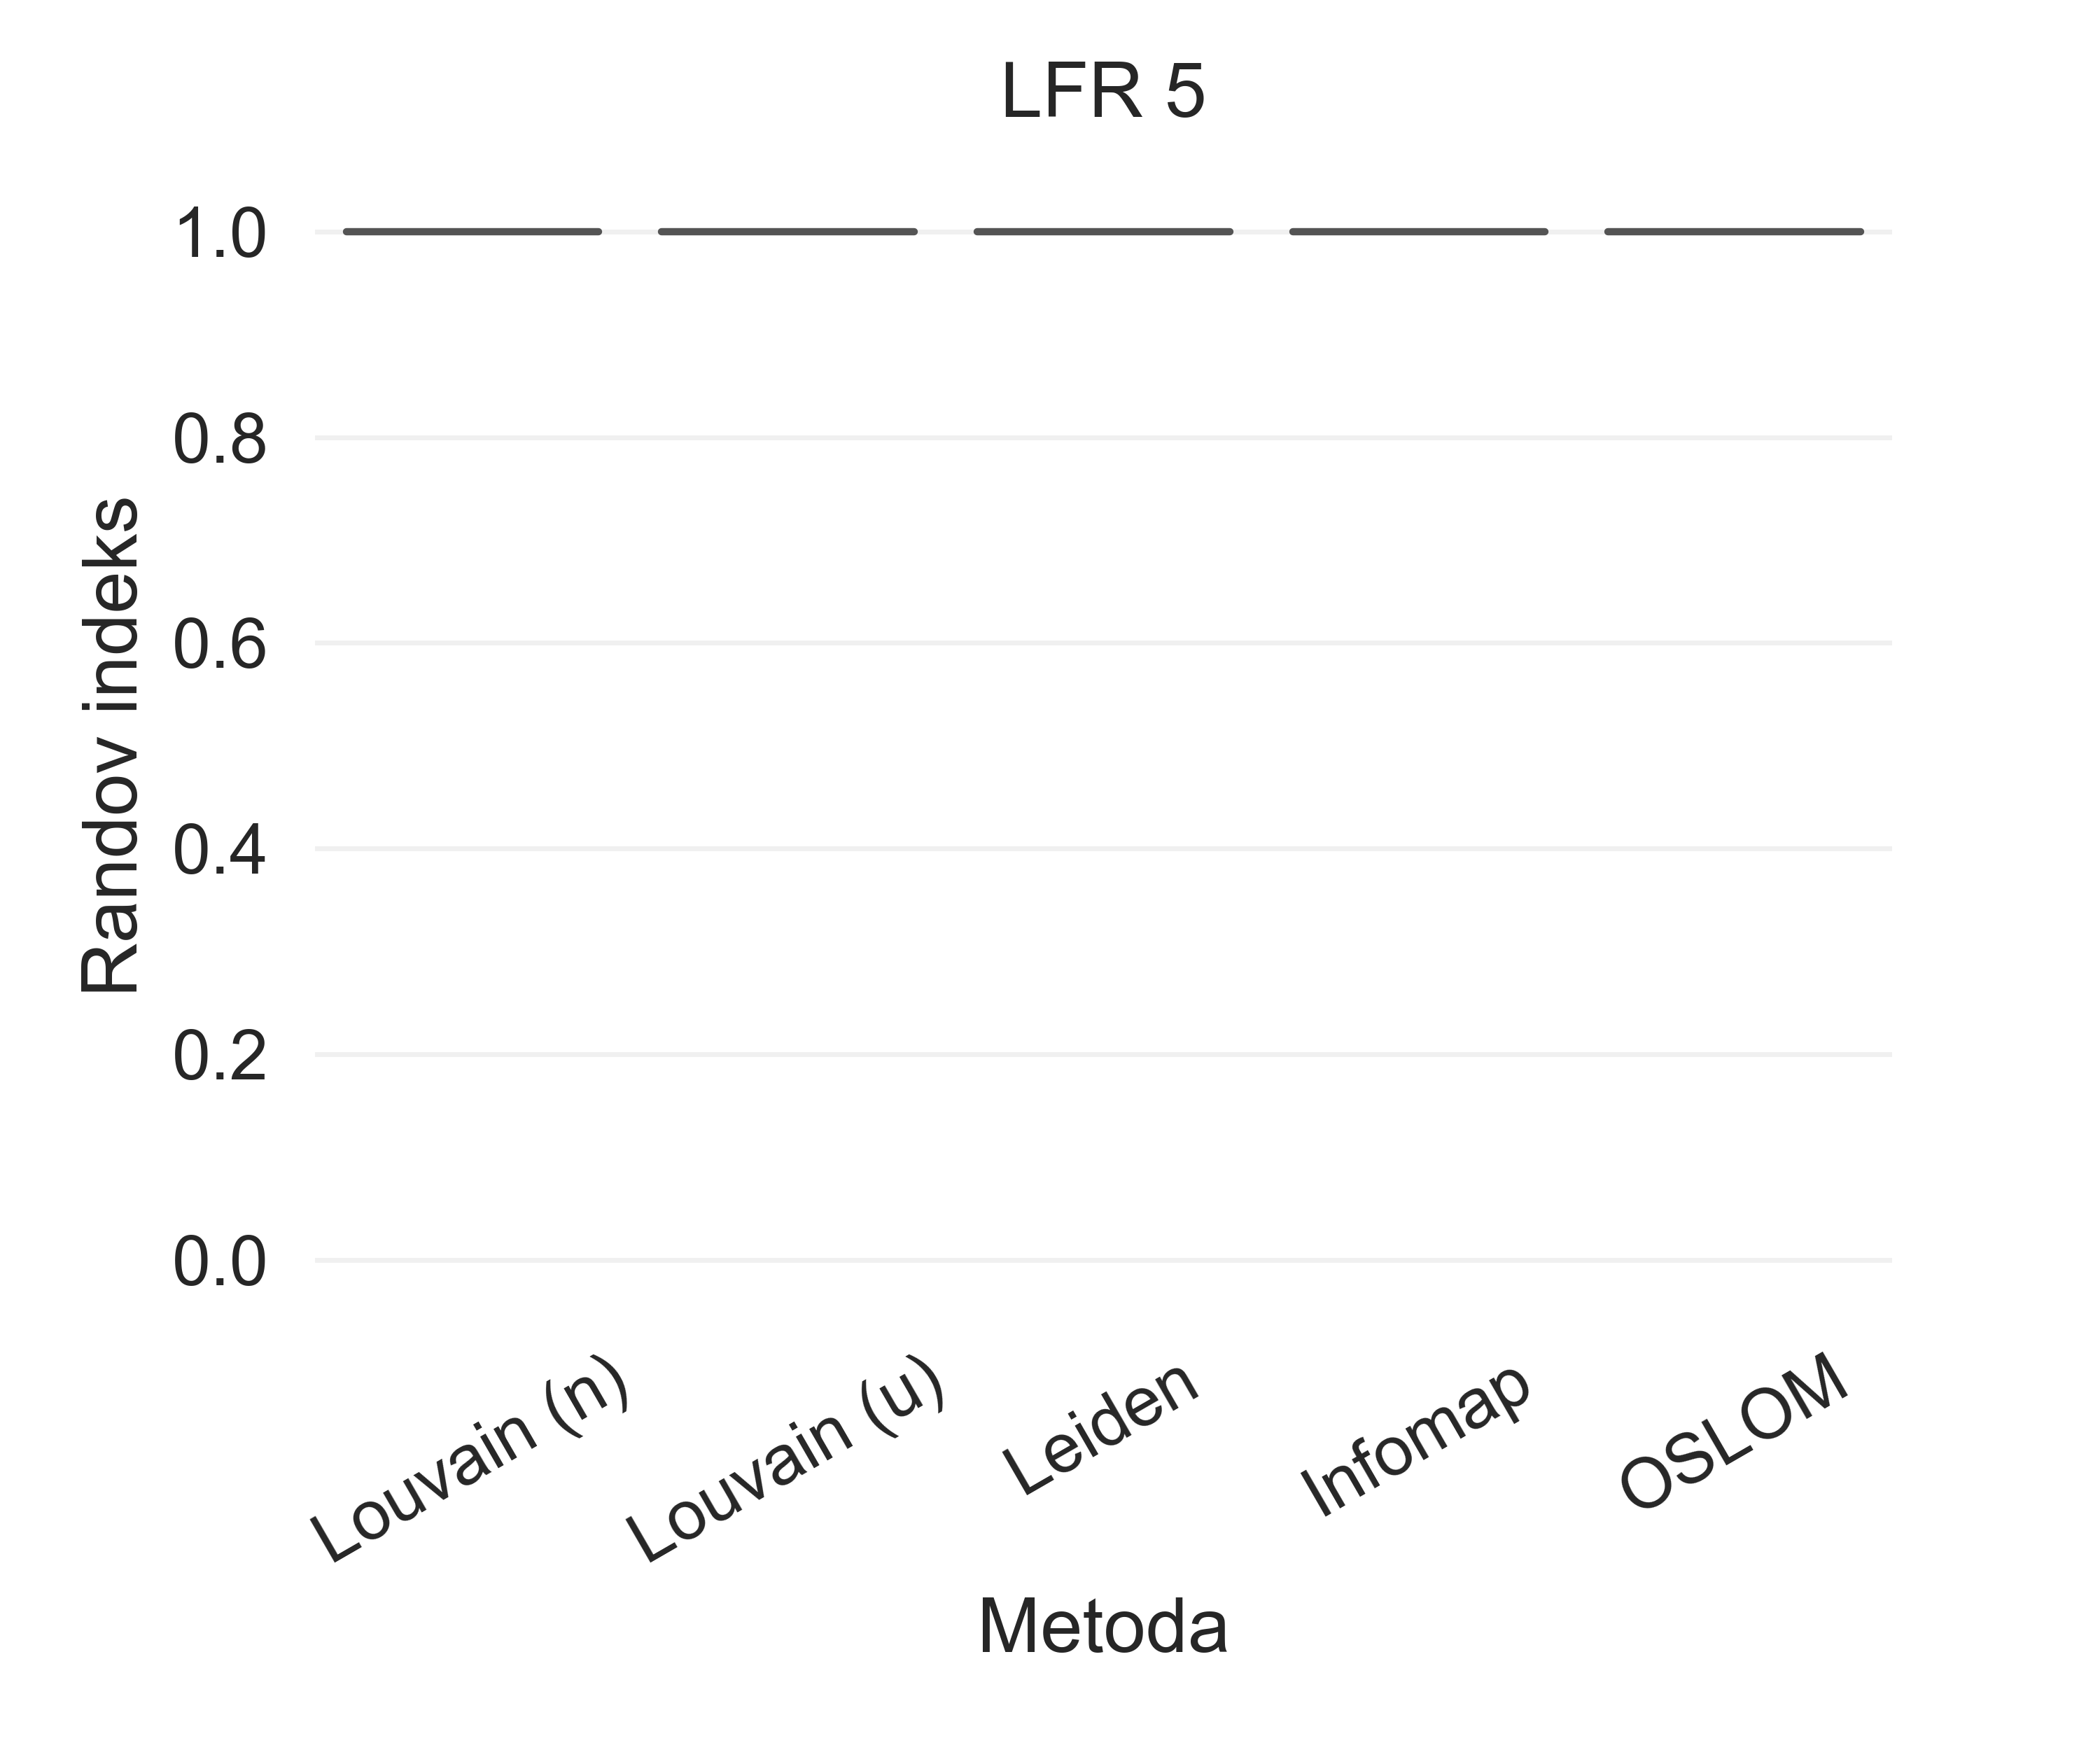 LFR 5
1.0
0.8
0.6
0.4
0.2
0.0
Randov indeks
Louvain (n)
Louvain (u)
Leiden
Infomap
OSLOM
Metoda